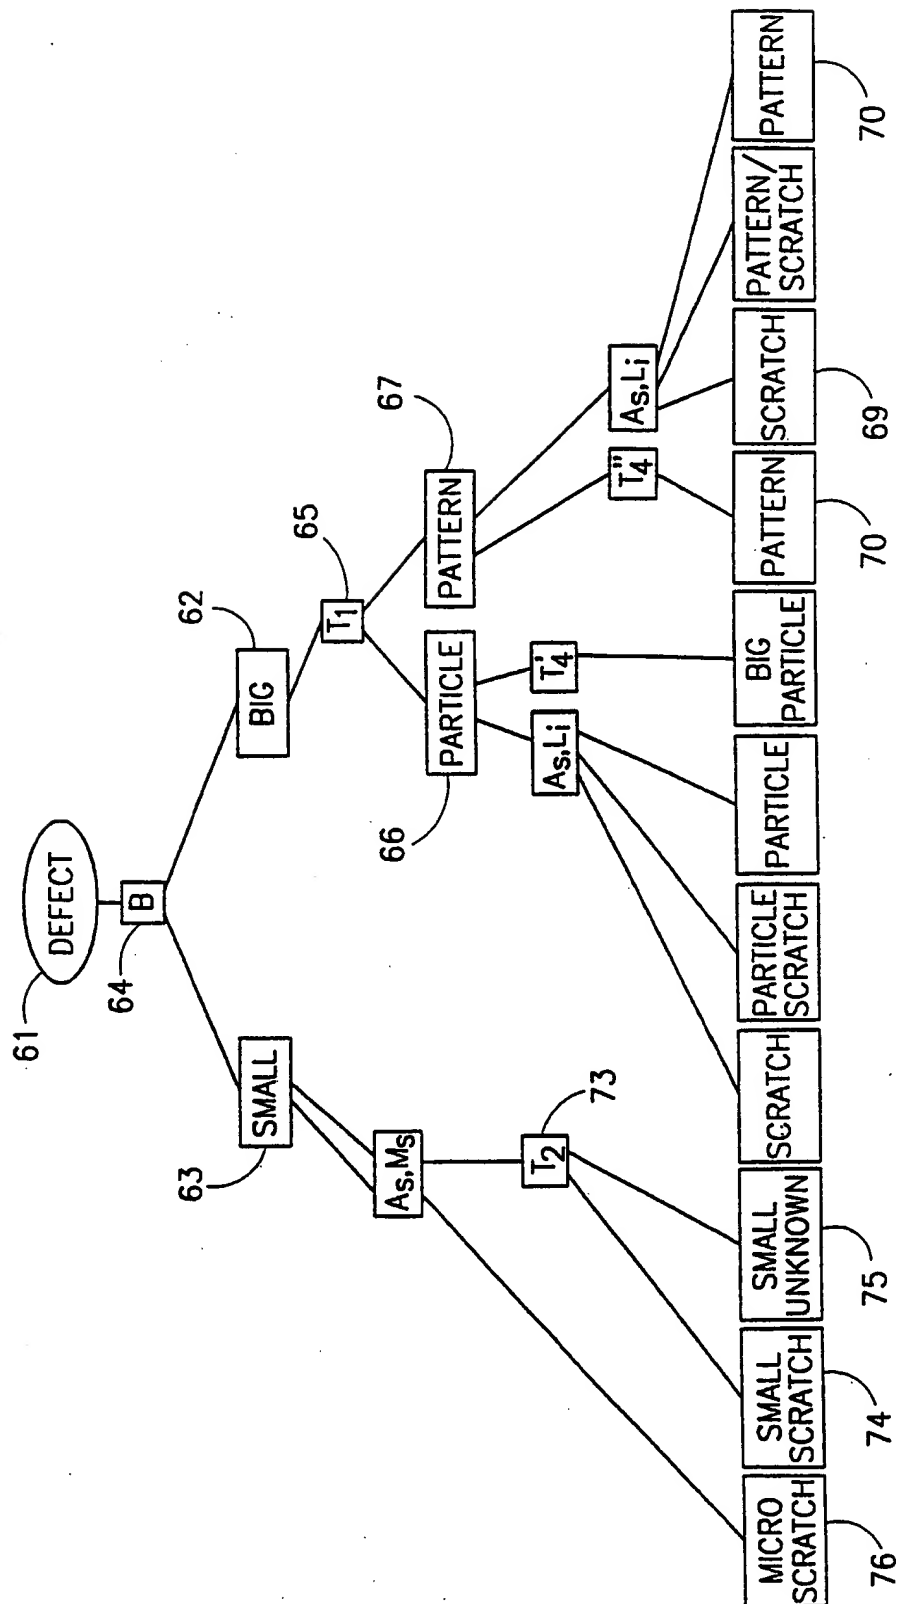 61
DEFECT
64
B
63
SMALL
62
BIG
65
T1
66
PARTICLE
67
PATTERN
As,Ms
73
T2
As,Li
T'4
T"4
As,Li
MICRO
SCRATCH
SMALL
SCRATCH
SMALL
UNKNOWN
SCRATCH
PARTICLE
SCRATCH
PARTICLE
BIG
PARTICLE
PATTERN
SCRATCH
PATTERN/
SCRATCH
PATTERN
76
74
75
70
69
70